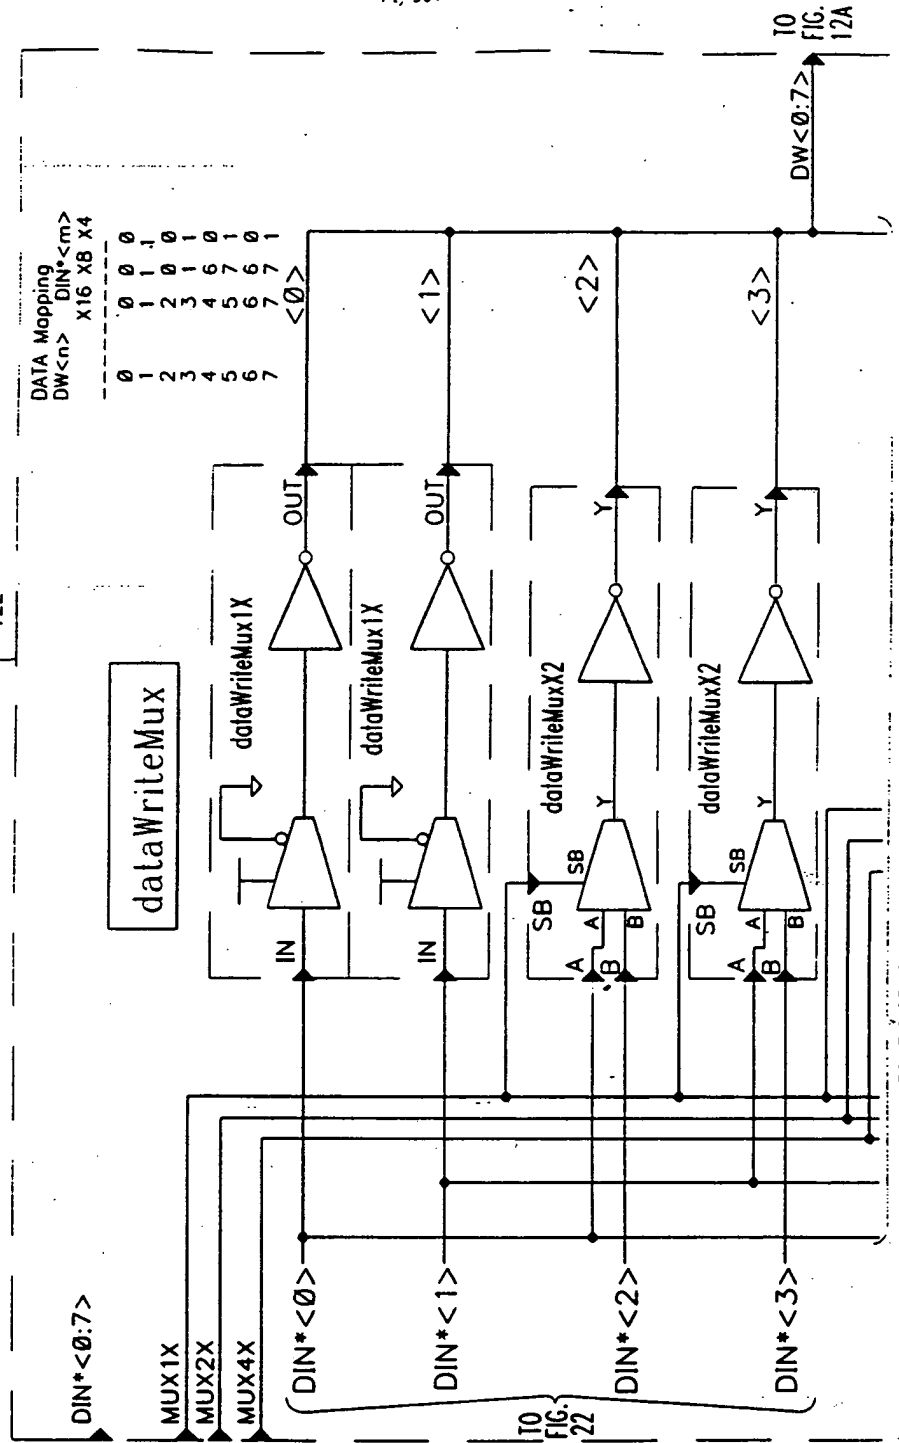 dataWriteMux
DATA Mapping
DW<n> DIN*<m>
X16 X8 X4
0 0 0 0
1 1 1 1
2 2 0 0
3 3 1 1
4 4 6 0
5 5 7 1
6 6 6 0
7 7 7 1
DIN*<0:7>
MUX1X
MUX2X
MUX4X
DIN*<0>
IN
dataWriteMux1X
OUT
<0>
DIN*<1>
IN
dataWriteMux1X
OUT
<1>
DIN*<2>
A
B
SB
A
B
SB
Y
dataWriteMuxX2
Y
<2>
DIN*<3>
A
B
SB
A
B
SB
Y
dataWriteMuxX2
Y
<3>
TO
FIG.
22
DW<0:7>
TO
FIG.
12A